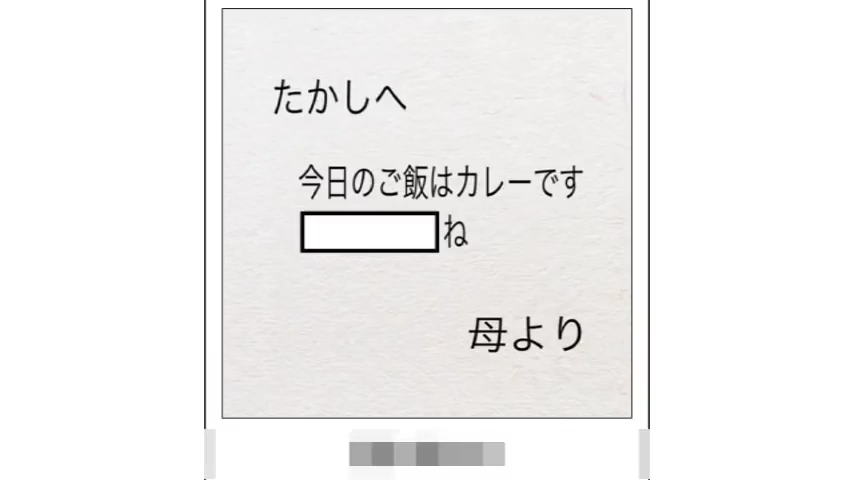 たかしへ
今日のご飯はカレーです
ね
母より